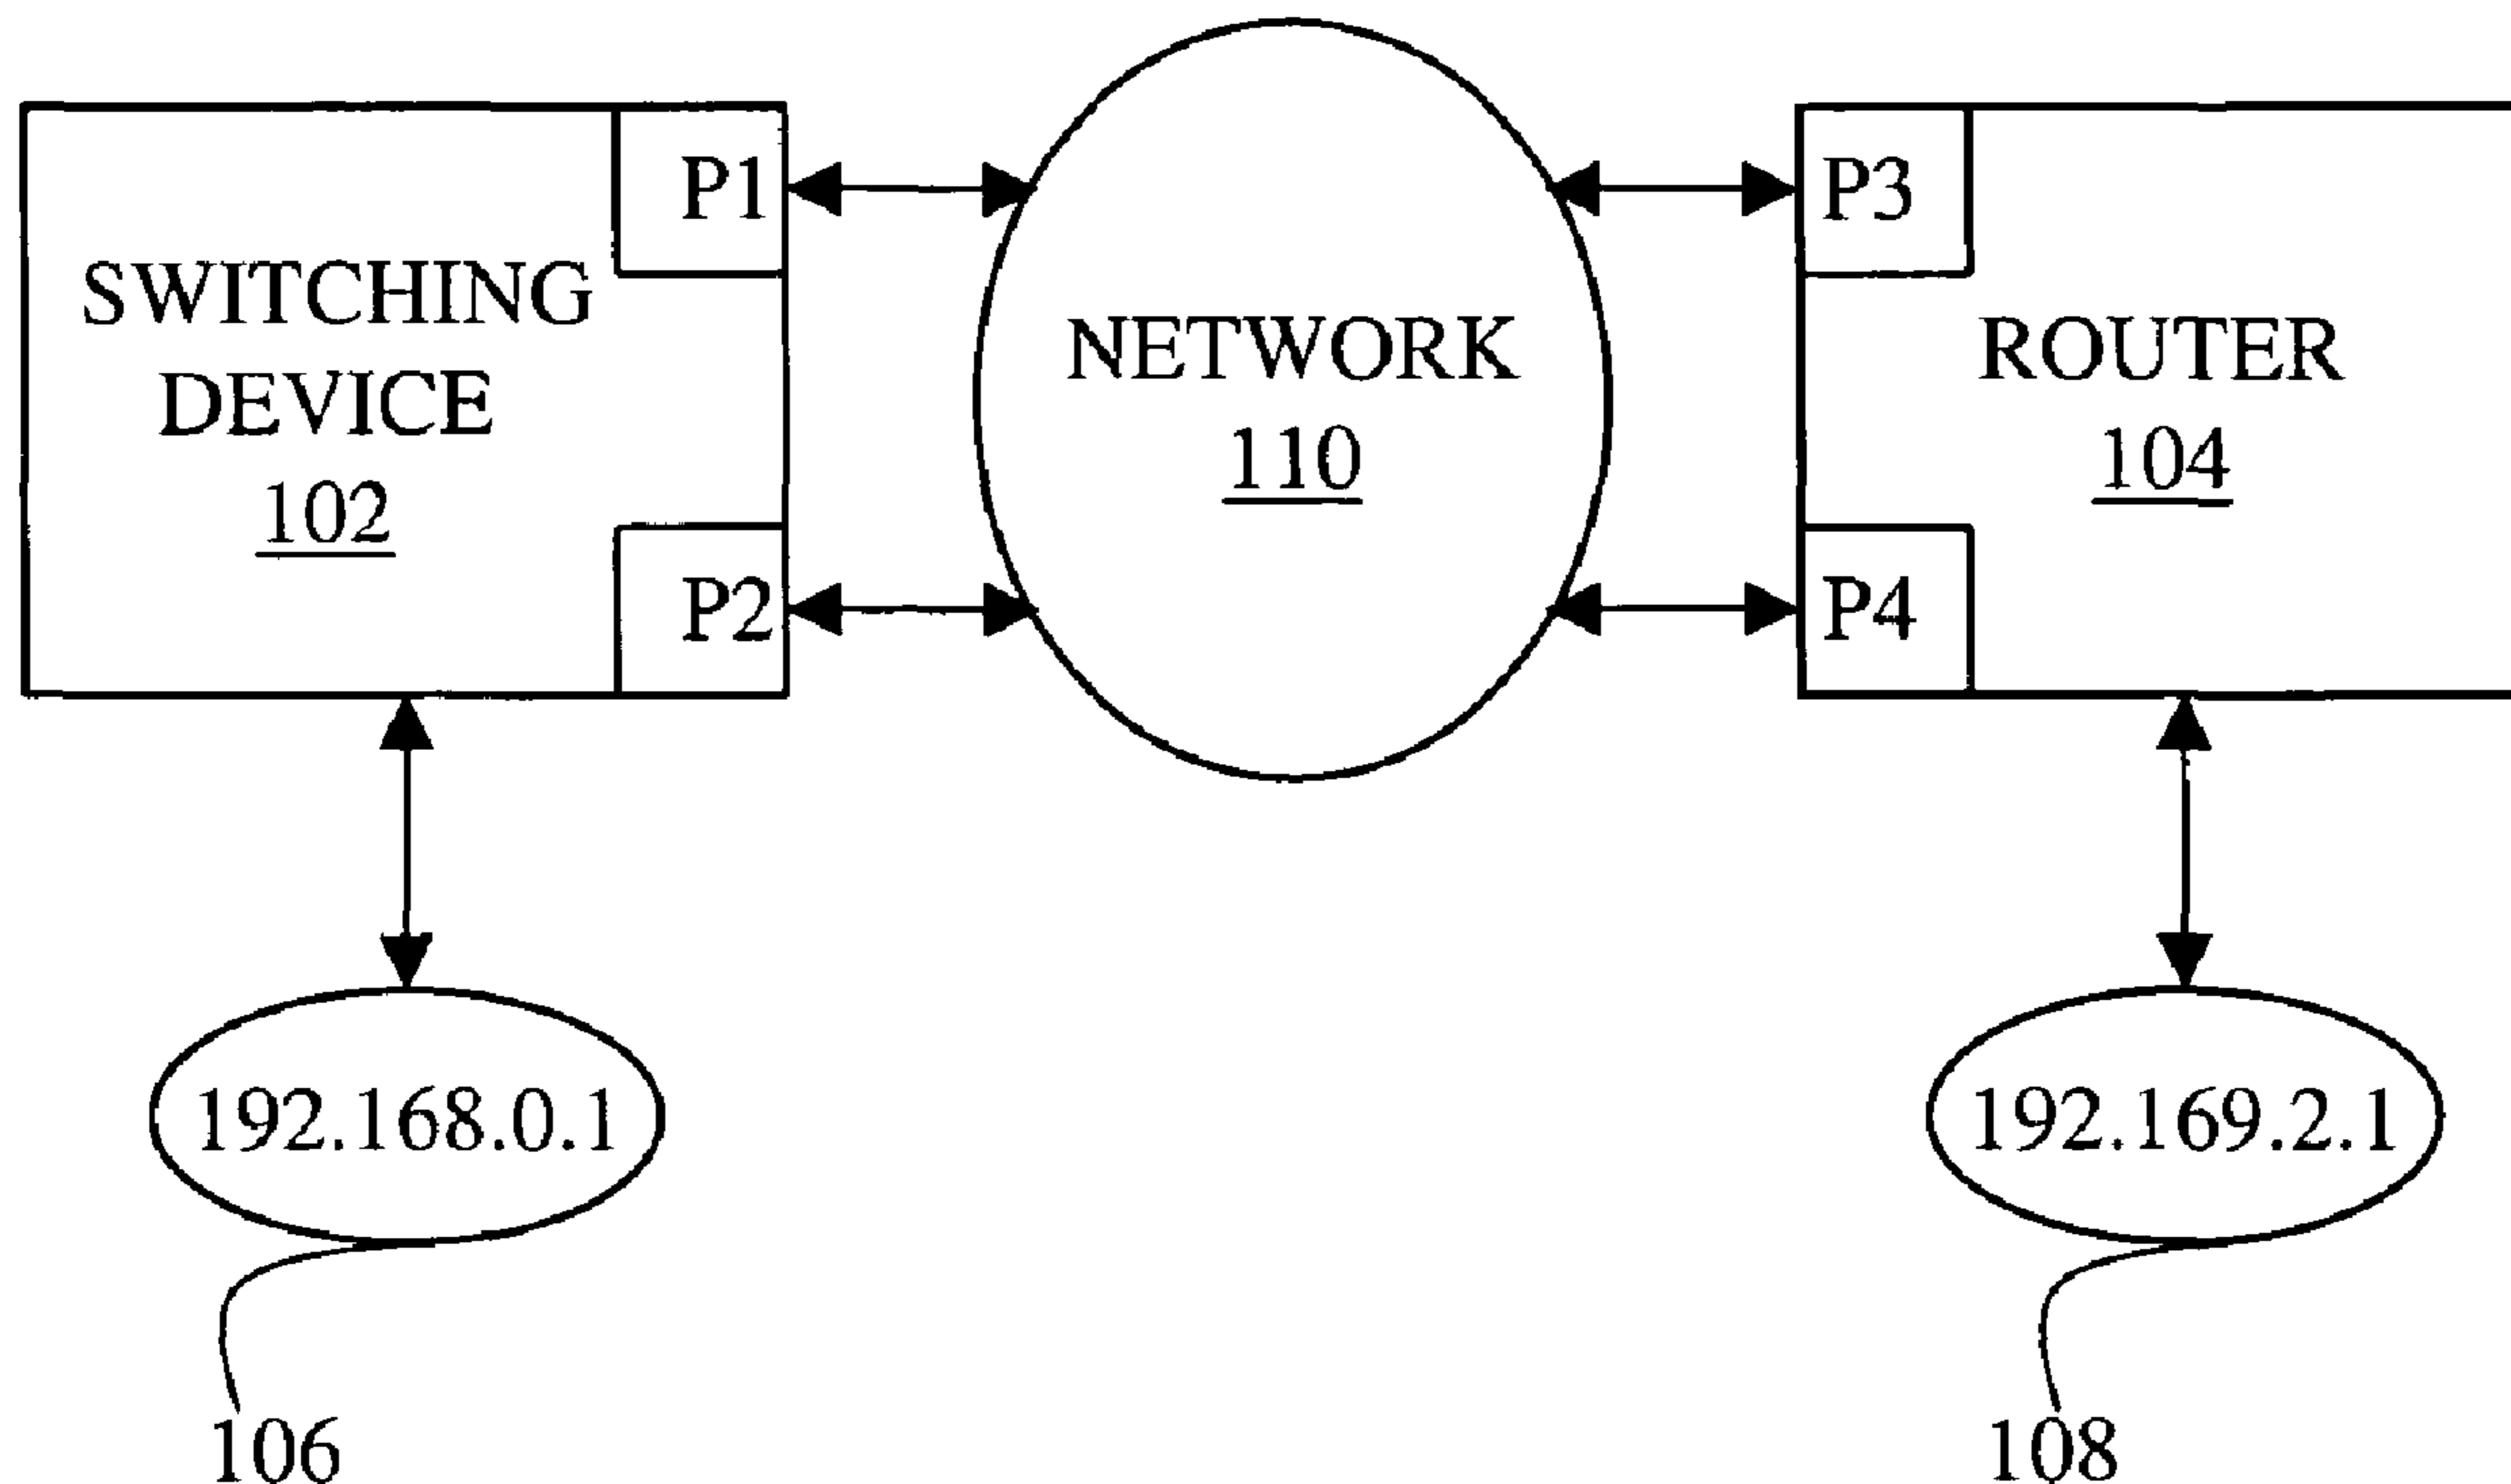 P1
SWITCHING
DEVICE
102
P2
NETWORK
110
P3
ROUTER
104
P4
192.168.0.1
192.169.2.1
106
108